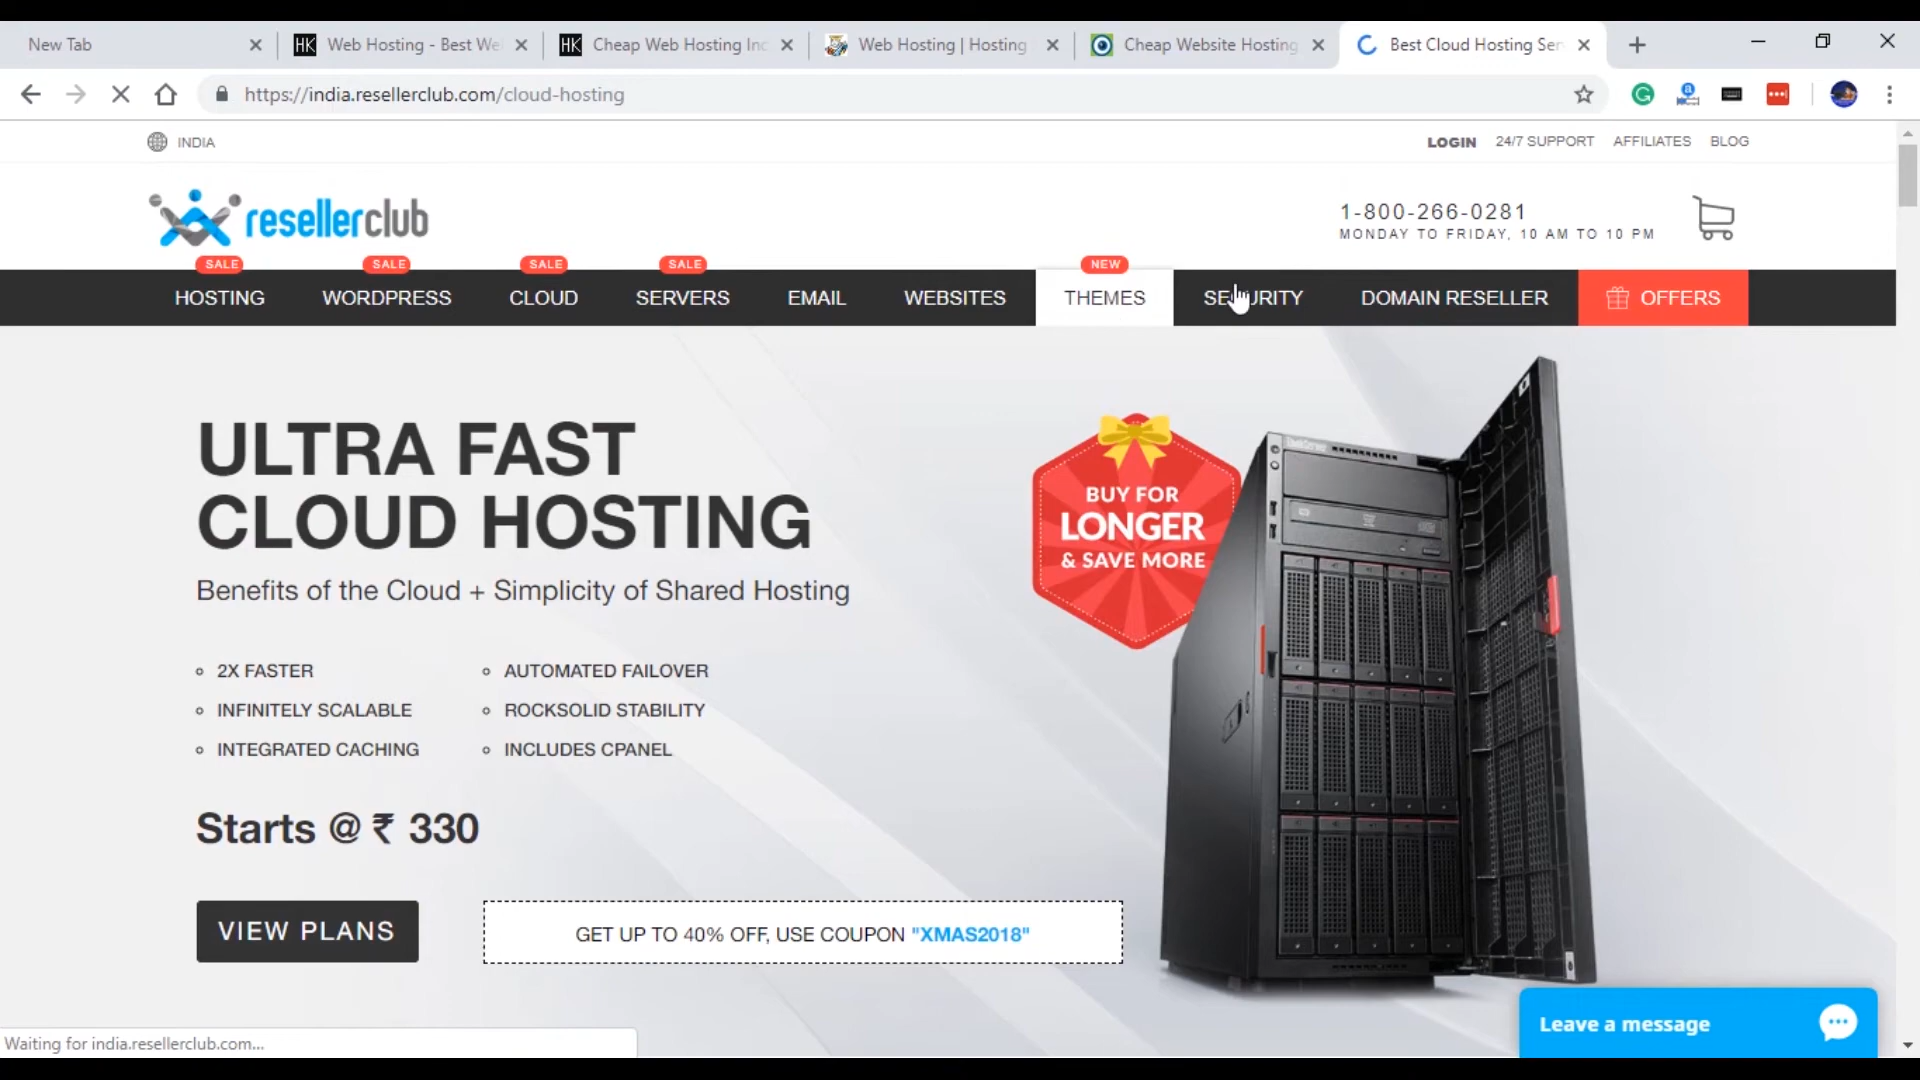 New Tab
Web Hosting - Best We
Cheap Web Hosting Inc
Web Hosting | Hosting
Cheap Website Hosting
Best Cloud Hosting Ser
https://india.resellerclub.com/cloud-hosting
INDIA
LOGIN 24/7 SUPPORT AFFILIATES BLOG
resellerclub
1-800-266-0281
MONDAY TO FRIDAY, 10 AM TO 10 PM
SALE SALE SALE SALE NEW
HOSTING WORDPRESS CLOUD SERVERS EMAIL WEBSITES THEMES SECURITY DOMAIN RESELLER OFFERS
ULTRA FAST
CLOUD HOSTING
Benefits of the Cloud + Simplicity of Shared Hosting
BUY FOR
LONGER
& SAVE MORE
2X FASTER
INFINITELY SCALABLE
INTEGRATED CACHING
AUTOMATED FAILOVER
ROCKSOLID STABILITY
INCLUDES CPANEL
Starts @ ₹ 330
VIEW PLANS
GET UP TO 40% OFF, USE COUPON "XMAS2018"
Leave a message
Waiting for india.resellerclub.com...